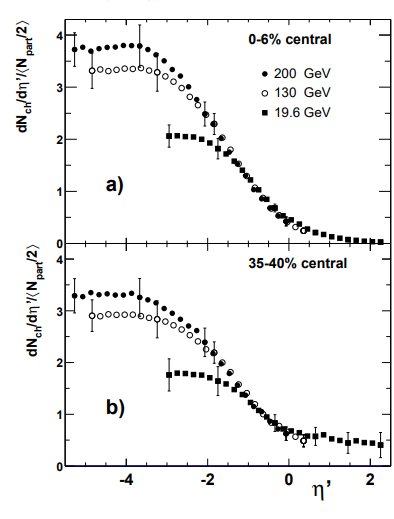 dN_ch/dη'/⟨N_part/2⟩
4
3
2
1
0
0-6% central
200 GeV
130 GeV
19.6 GeV
a)
dN_ch/dη'/⟨N_part/2⟩
4
3
2
1
0
35-40% central
b)
-4 -2 0 2
η'